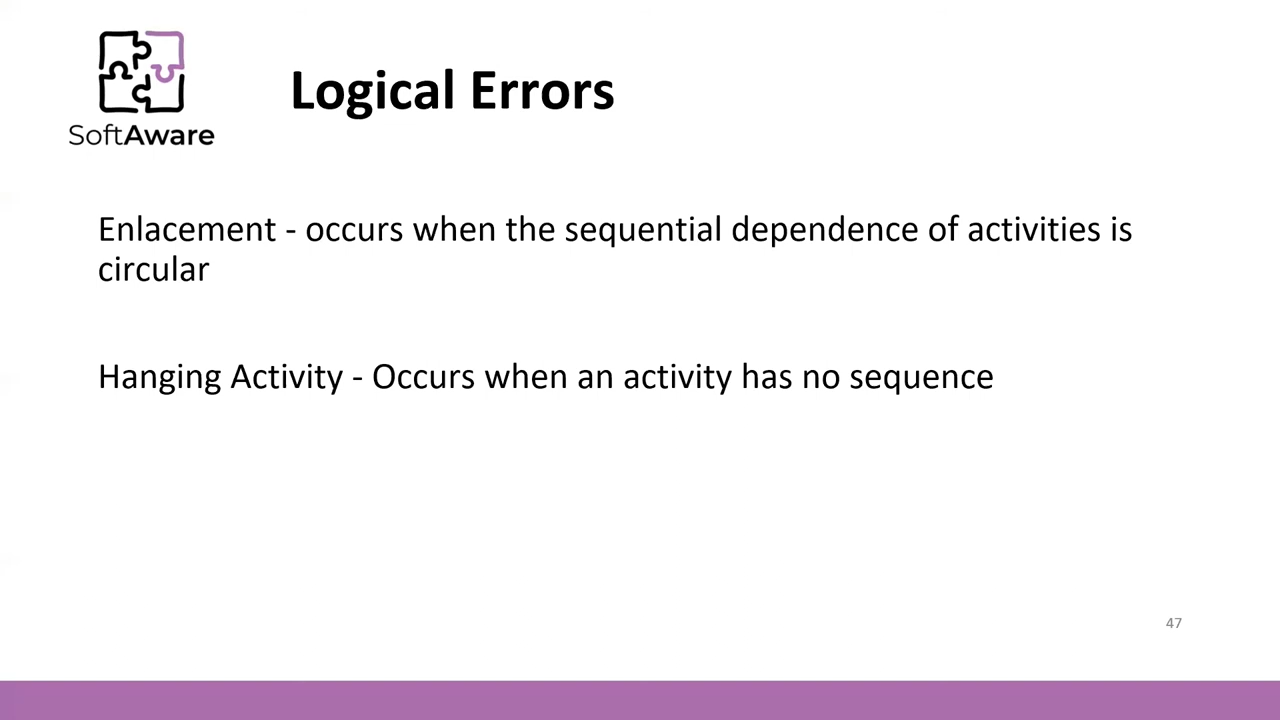 SoftAware
Logical Errors
Enlacement - occurs when the sequential dependence of activities is
circular
Hanging Activity - Occurs when an activity has no sequence
47